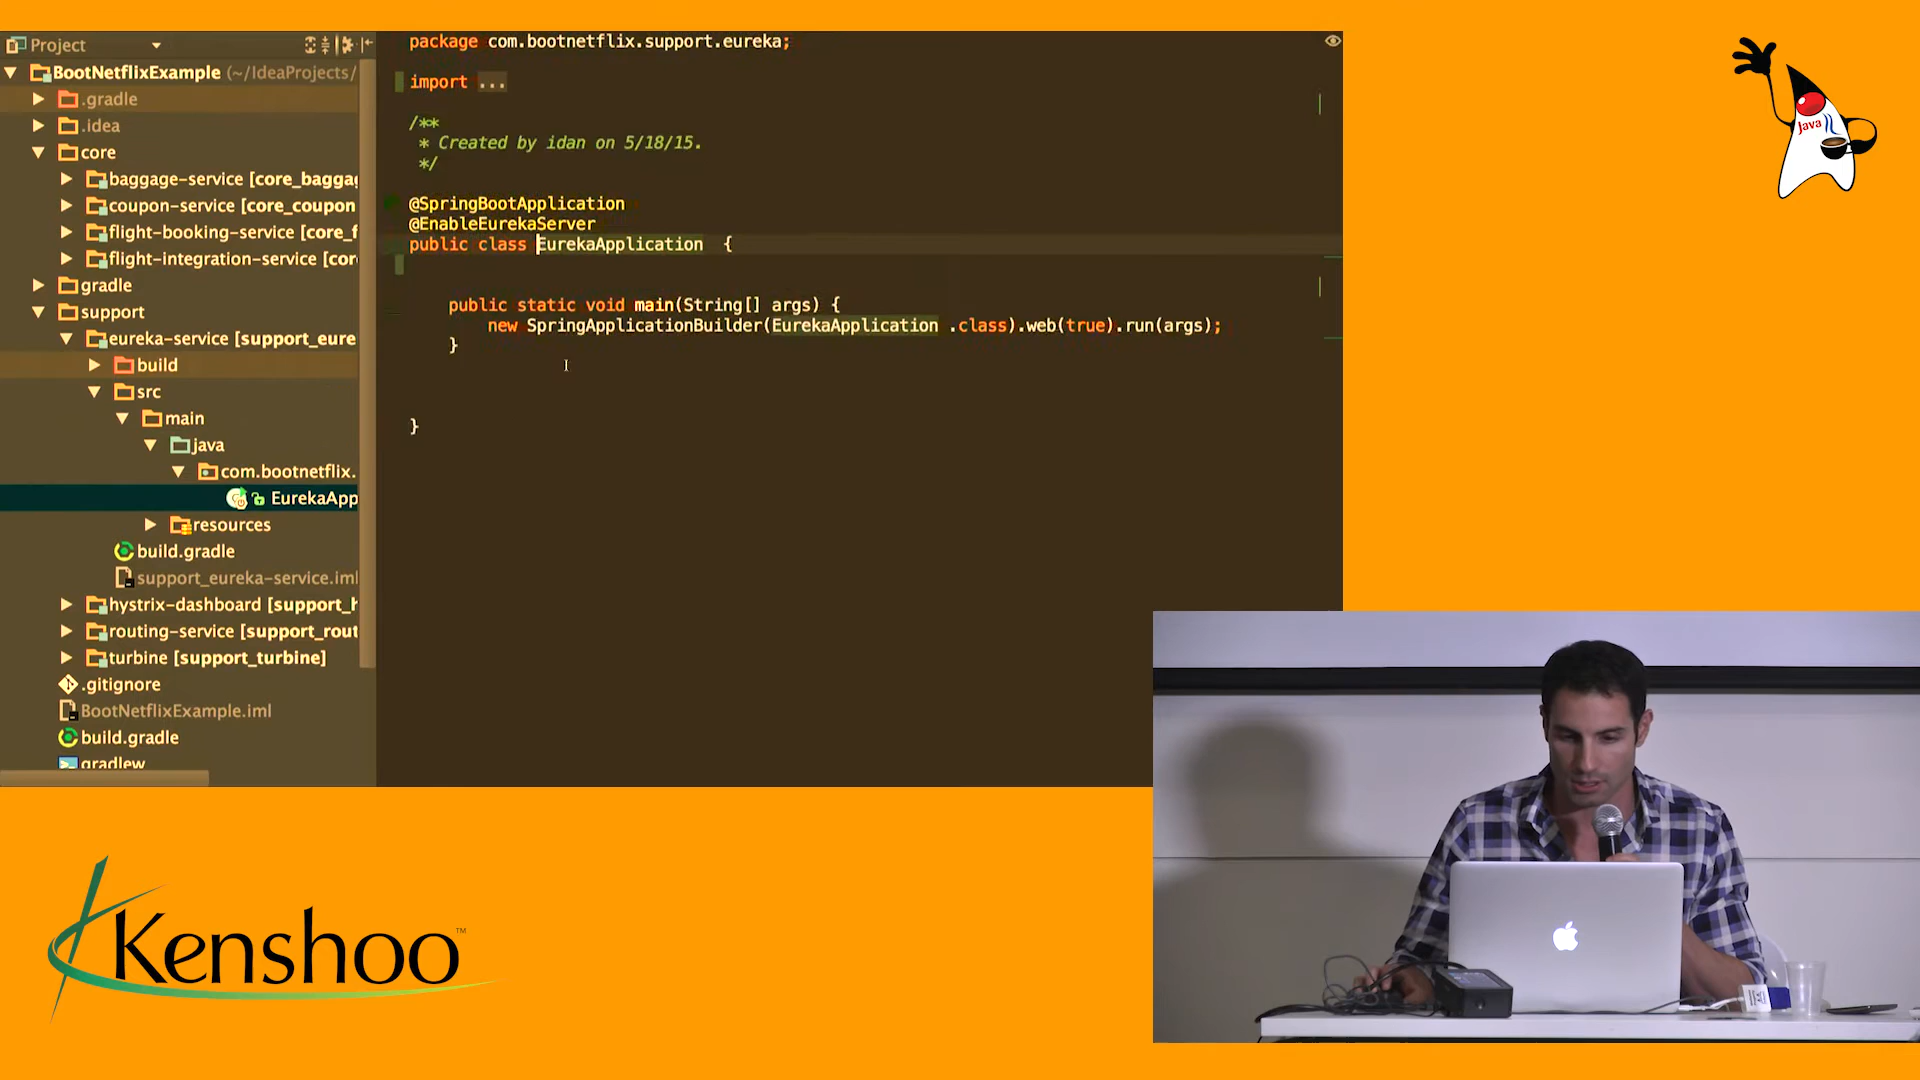 Project
BootNetflixExample (~/IdeaProjects/
.gradle
.idea
core
baggage-service [core_baggag
coupon-service [core_coupon
flight-booking-service [core_f
flight-integration-service [cor
gradle
support
eureka-service [support_eure
build
src
main
java
com.bootnetflix.
EurekaApp
resources
build.gradle
support_eureka-service.iml
hystrix-dashboard [support_h
routing-service [support_rout
turbine [support_turbine]
.gitignore
BootNetflixExample.iml
build.gradle
gradlew
package com.bootnetflix.support.eureka;
import ...
/**
* Created by idan on 5/18/15.
*/
@SpringBootApplication
@EnableEurekaServer
public class EurekaApplication {
public static void main(String[] args) {
new SpringApplicationBuilder(EurekaApplication .class).web(true).run(args);
}
}
Java
Kenshoo™